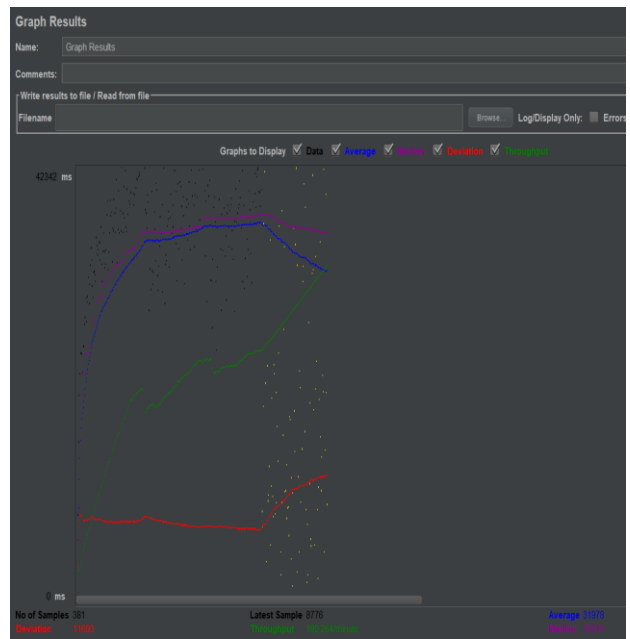 Graph Results
Name: Graph Results
Comments:
Write results to file / Read from file
Filename Browse... Log/Display Only: Errors
Graphs to Display Data Average Median Deviation Throughput
42342 ms
0 ms
No of Samples 381 Latest Sample 8776 Average 31978
Deviation Throughput Median